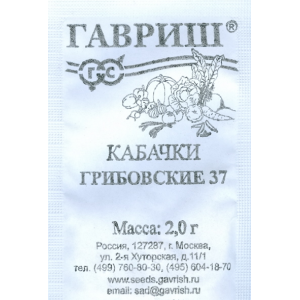 ГАВРИШ®
Г С
КАБАЧКИ
ГРИБОВСКИЕ 37
Масса: 2,0 г
Россия, 127287, г. Москва,
ул. 2-я Хуторская, д.11/1
тел. (499) 760-80-30, (495) 604-18-70
www.seeds.gavrish.ru
email: sad@gavrish.ru